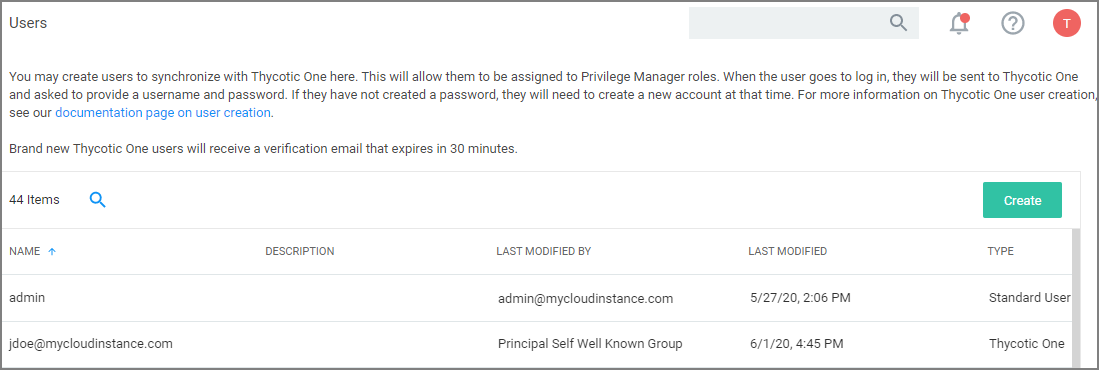 Users
T
You may create users to synchronize with Thycotic One here. This will allow them to be assigned to Privilege Manager roles. When the user goes to log in, they will be sent to Thycotic One
and asked to provide a username and password. If they have not created a password, they will need to create a new account at that time. For more information on Thycotic One user creation,
see our documentation page on user creation.
Brand new Thycotic One users will receive a verification email that expires in 30 minutes.
44 Items
Create
NAME DESCRIPTION LAST MODIFIED BY LAST MODIFIED TYPE
admin admin@mycloudinstance.com 5/27/20, 2:06 PM Standard User
jdoe@mycloudinstance.com Principal Self Well Known Group 6/1/20, 4:45 PM Thycotic One